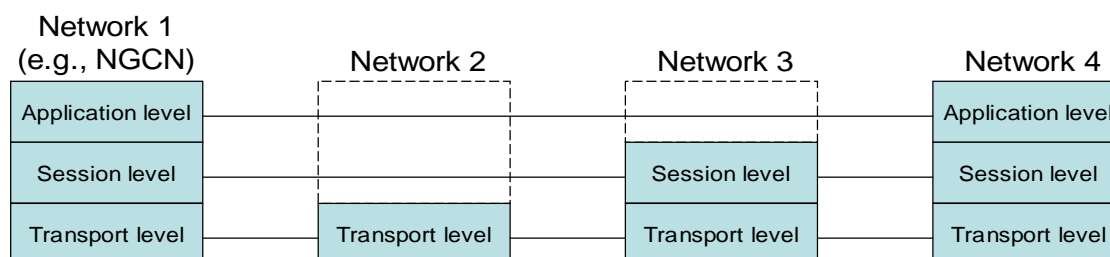 Network 1
(e.g., NGCN)
Network 2
Network 3
Network 4
Application level
Application level
Session level
Session level
Session level
Transport level
Transport level
Transport level
Transport level